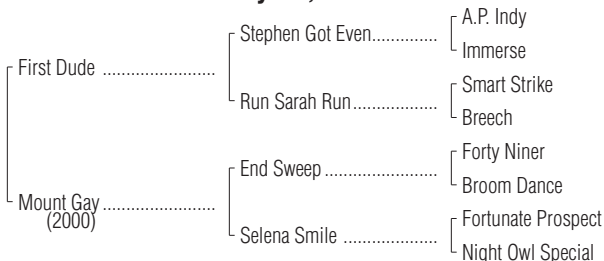 A.P. Indy
Stephen Got Even..............
Immerse
First Dude ........................
Smart Strike
Run Sarah Run..................
Breech
Forty Niner
End Sweep ........................
Broom Dance
Mount Gay ........................
(2000)
Fortunate Prospect
Selena Smile ....................
Night Owl Special